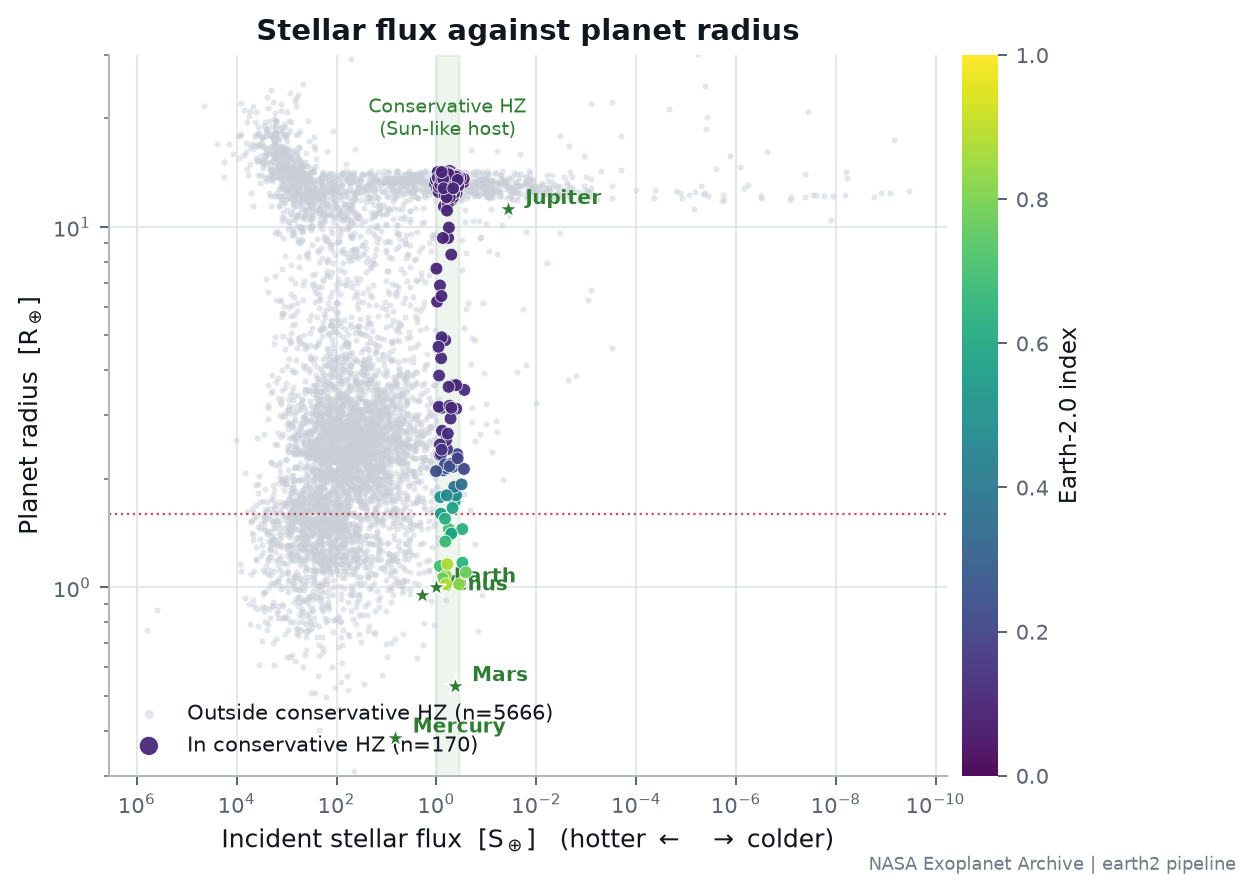 Stellar flux against planet radius
Conservative HZ
(Sun-like host)
Jupiter
Earth
Mars
Mercury
Outside conservative HZ (n=5666)
In conservative HZ (n=170)
Planet radius [R⊕]
10¹
10⁰
10⁶ 10⁴ 10² 10⁰ 10⁻² 10⁻⁴ 10⁻⁶ 10⁻⁸ 10⁻¹⁰
Incident stellar flux [S⊕] (hotter ← → colder)
1.0
0.8
0.6
0.4
0.2
0.0
Earth-2.0 index
NASA Exoplanet Archive | earth2 pipeline